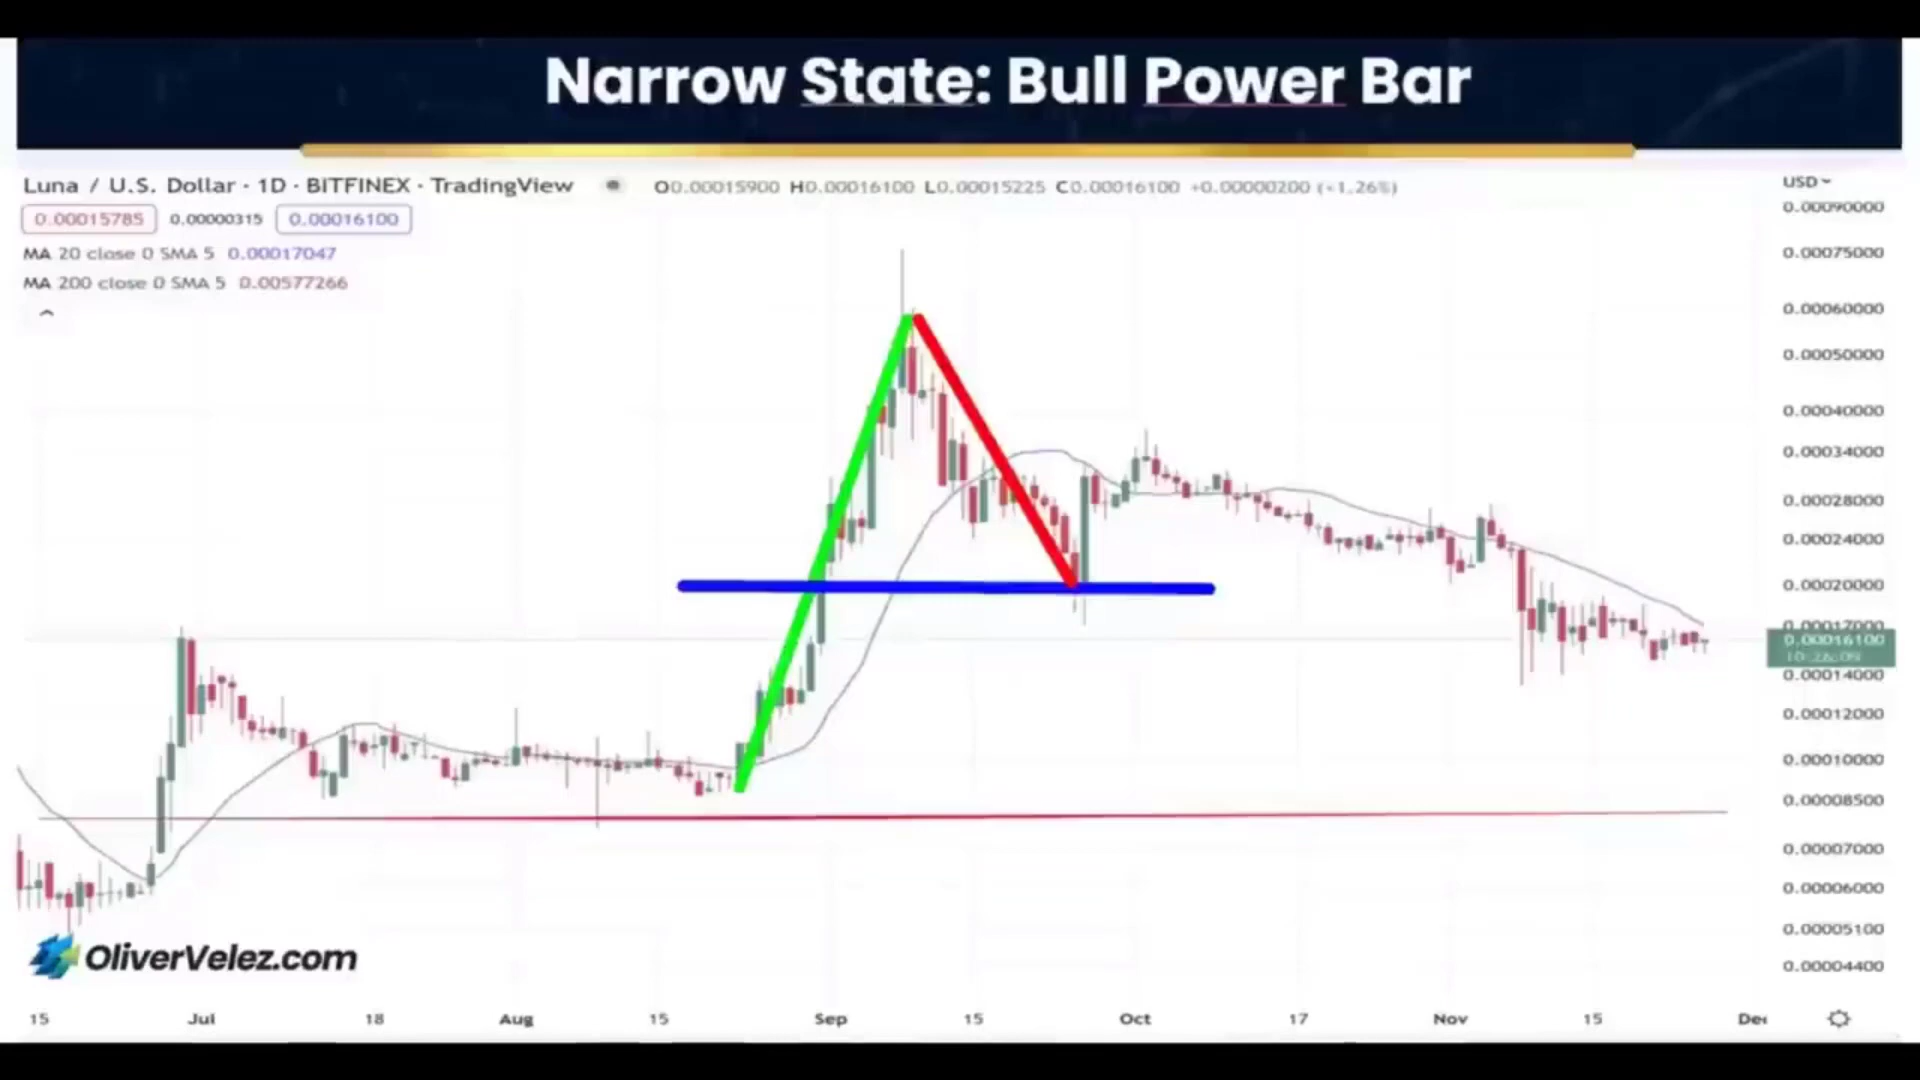 Narrow State: Bull Power Bar
Luna / U.S. Dollar · 1D · BITFINEX · TradingView O0.00015900 H0.00016100 L0.00015225 C0.00016100 +0.00000200 (+1.26%)
USD
0.00015785 0.00000315 0.00016100
MA 20 close 0 SMA 5 0.00017047
MA 200 close 0 SMA 5 0.00577266
0.00090000
0.00075000
0.00060000
0.00050000
0.00040000
0.00034000
0.00028000
0.00024000
0.00020000
0.00017000
0.00016100
0.00014000
0.00012000
0.00010000
0.00008500
0.00007000
0.00006000
0.00005100
0.00004400
OliverVelez.com
15 Jul 18 Aug 15 Sep 15 Oct 17 Nov 15